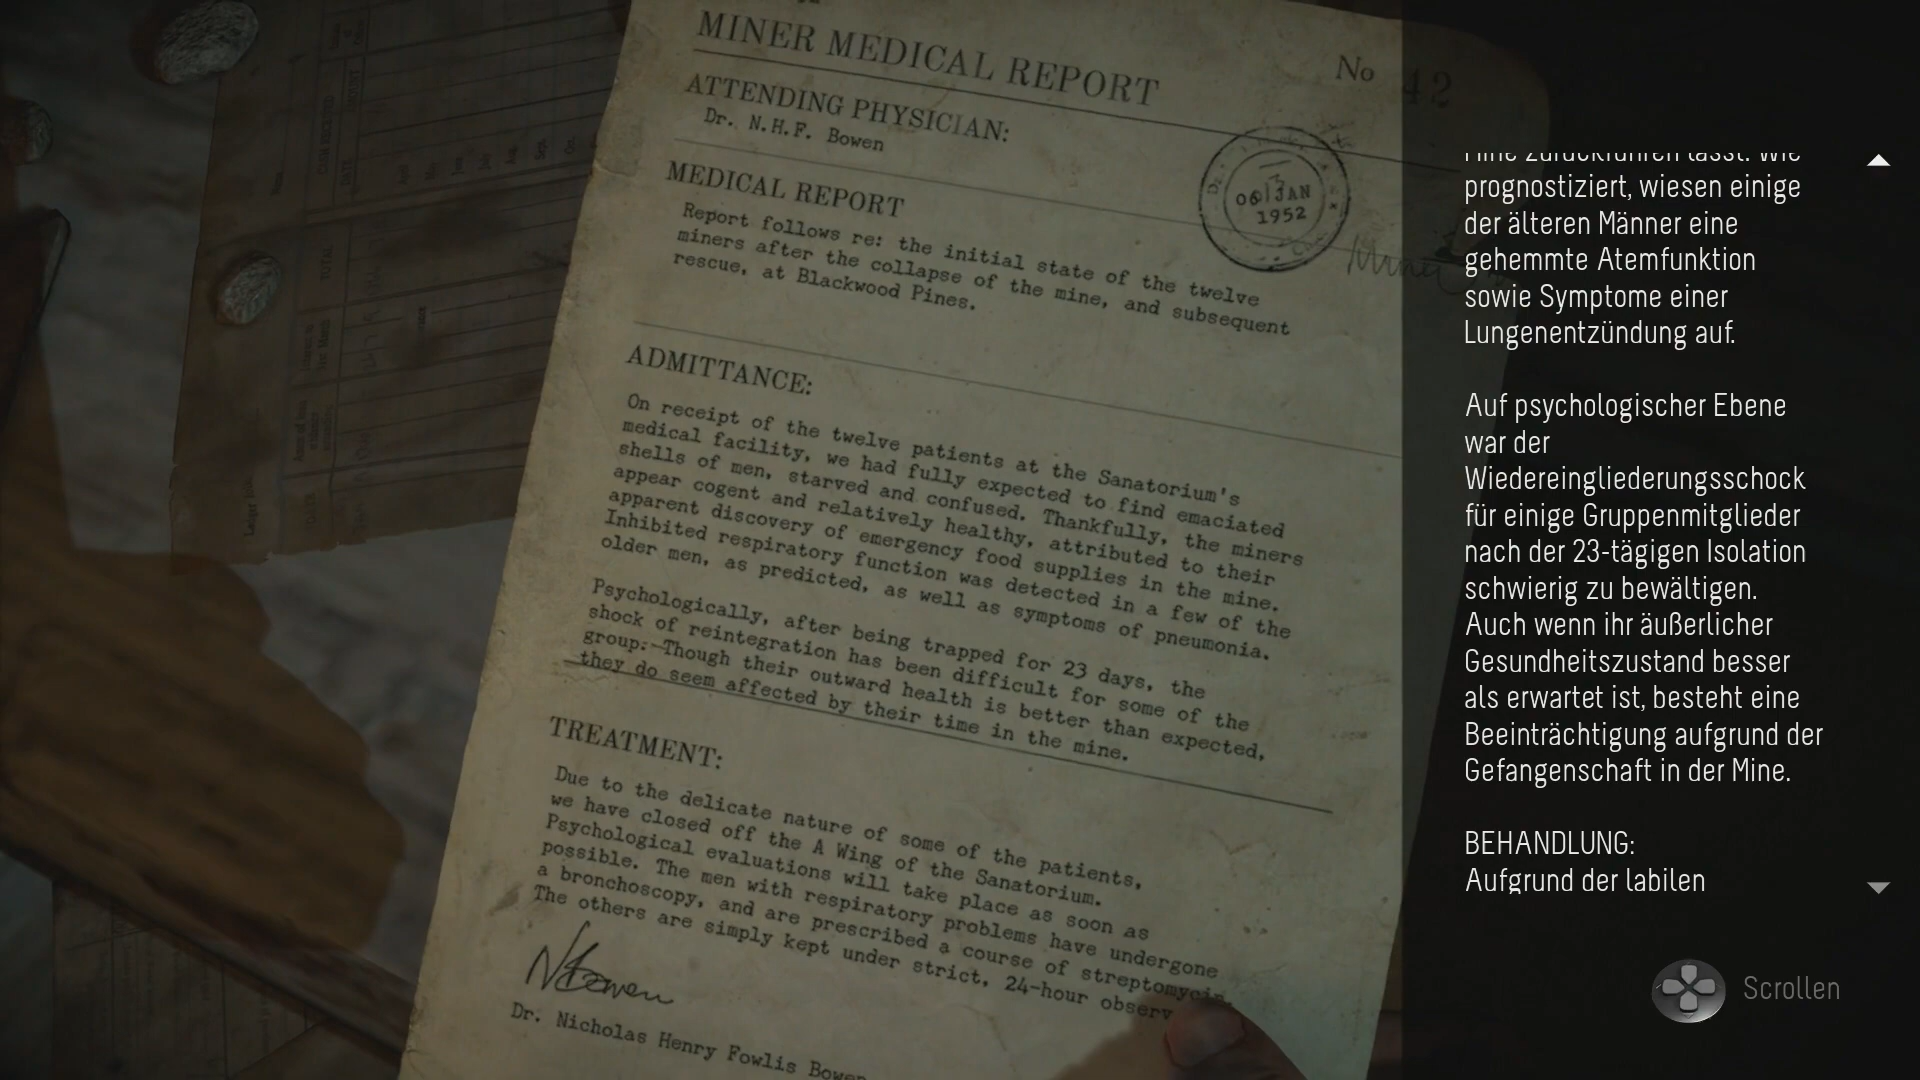 MINER MEDICAL REPORT
No 42
ATTENDING PHYSICIAN:
Dr. N.H.F. Bowen
06 JAN
1952
MEDICAL REPORT
Report follows re: the initial state of the twelve
miners after the collapse of the mine, and subsequent
rescue, at Blackwood Pines.
ADMITTANCE:
On receipt of the twelve patients at the Sanatorium's
medical facility, we had fully expected to find emaciated
shells of men, starved and confused. Thankfully, the miners
appear cogent and relatively healthy, attributed to their
apparent discovery of emergency food supplies in the mine.
Inhibited respiratory function was detected in a few of the
older men, as predicted, as well as symptoms of pneumonia.
Psychologically, after being trapped for 23 days, the
shock of reintegration has been difficult for some of the
group. Though their outward health is better than expected,
they do seem affected by their time in the mine.
TREATMENT:
Due to the delicate nature of some of the patients,
we have closed off the A Wing of the Sanatorium.
Psychological evaluations will take place as soon as
possible. The men with respiratory problems have undergone
a bronchoscopy, and are prescribed a course of streptomycin.
The others are simply kept under strict, 24-hour observ
NBowen
Dr. Nicholas Henry Fowlis Bowen
Mine zurückführen lässt. Wie
prognostiziert, wiesen einige
der älteren Männer eine
gehemmte Atemfunktion
sowie Symptome einer
Lungenentzündung auf.
Auf psychologischer Ebene
war der
Wiedereingliederungsschock
für einige Gruppenmitglieder
nach der 23-tägigen Isolation
schwierig zu bewältigen.
Auch wenn ihr äußerlicher
Gesundheitszustand besser
als erwartet ist, besteht eine
Beeinträchtigung aufgrund der
Gefangenschaft in der Mine.
BEHANDLUNG:
Aufgrund der labilen
Scrollen